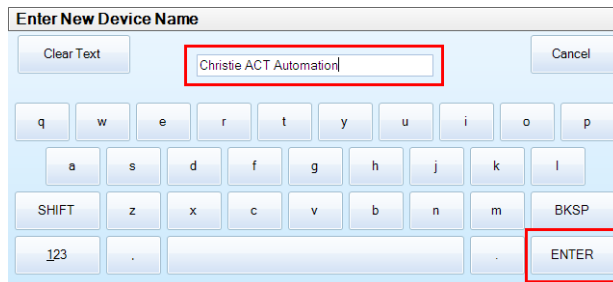 Enter New Device Name
Clear Text
Christie ACT Automation
Cancel
q w e r t y u i o p
a s d f g h j k l
SHIFT z x c v b n m BKSP
123 . . ENTER